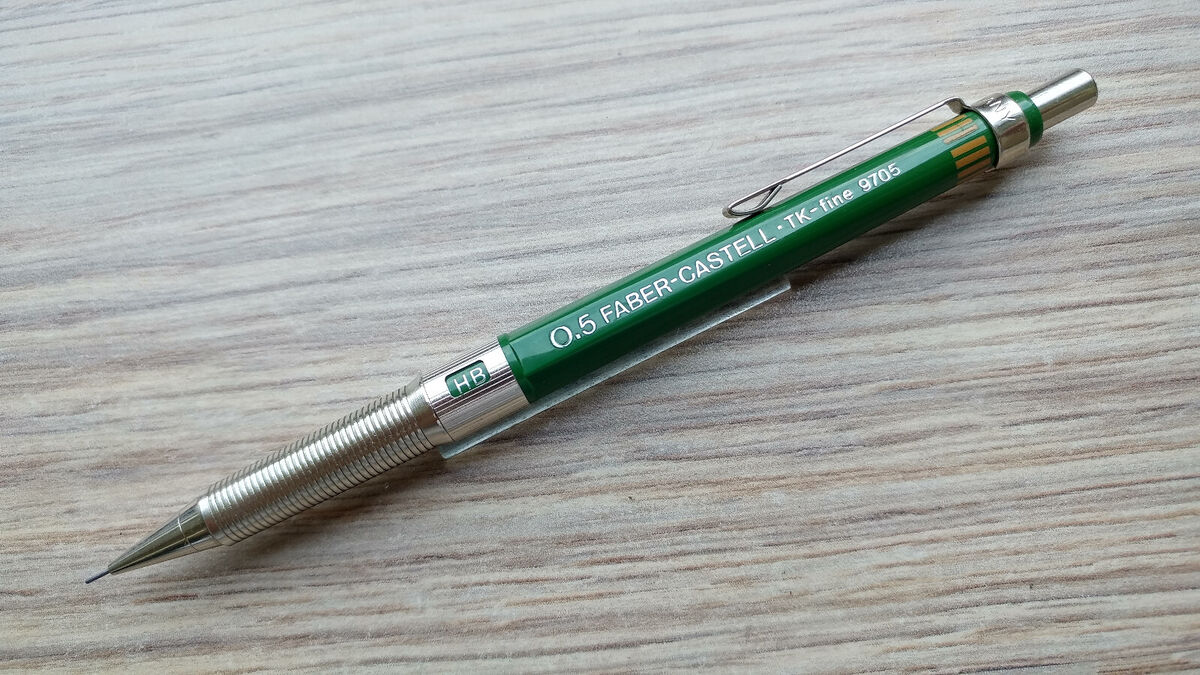 HB
0.5 FABER-CASTELL · TK-fine 9705